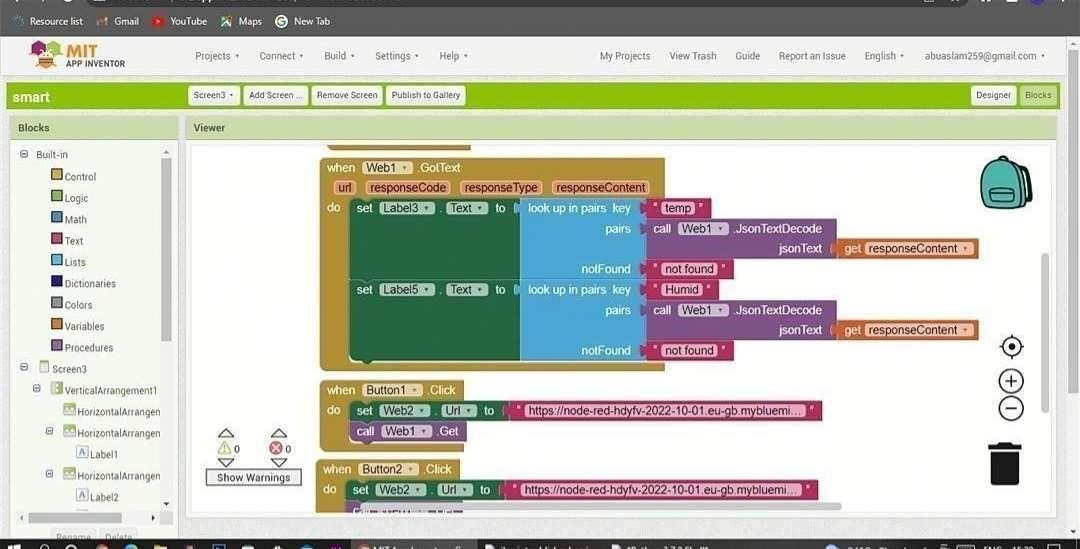 Resource list Gmail YouTube Maps New Tab
MIT
APP INVENTOR
Projects Connect Build Settings Help My Projects View Trash Guide Report an Issue English abuaslam259@gmail.com
smart Screen3 Add Screen ... Remove Screen Publish to Gallery Designer Blocks
Blocks Viewer
Built-in
Control
Logic
Math
Text
Lists
Dictionaries
Colors
Variables
Procedures
Screen3
VerticalArrangement1
HorizontalArrangen
HorizontalArrangen
Label1
HorizontalArrangen
Label2
Rename Delete
when Web1 .GotText
url responseCode responseType responseContent
do set Label3 . Text to look up in pairs key " temp "
pairs call Web1 .JsonTextDecode
jsonText get responseContent
notFound " not found "
set Label5 . Text to look up in pairs key " Humid "
pairs call Web1 .JsonTextDecode
jsonText get responseContent
notFound " not found "
when Button1 .Click
do set Web2 . Url to " https://node-red-hdyfv-2022-10-01.eu-gb.mybluemi... "
call Web1 .Get
when Button2 .Click
do set Web2 . Url to " https://node-red-hdyfv-2022-10-01.eu-gb.mybluemi... "
0 0
Show Warnings